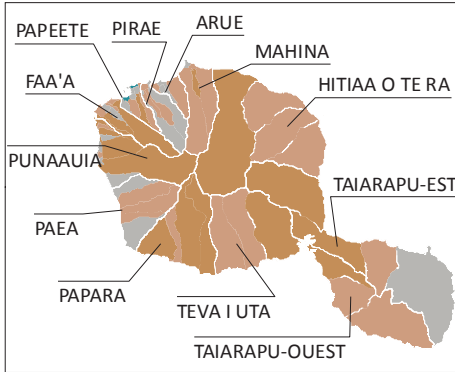 PAPEETE
PIRAE
ARUE
MAHINA
FAA'A
HITIAA O TE RA
PUNAAUIA
TAIARAPU-EST
PAEA
PAPARA
TEVA I UTA
TAIARAPU-OUEST